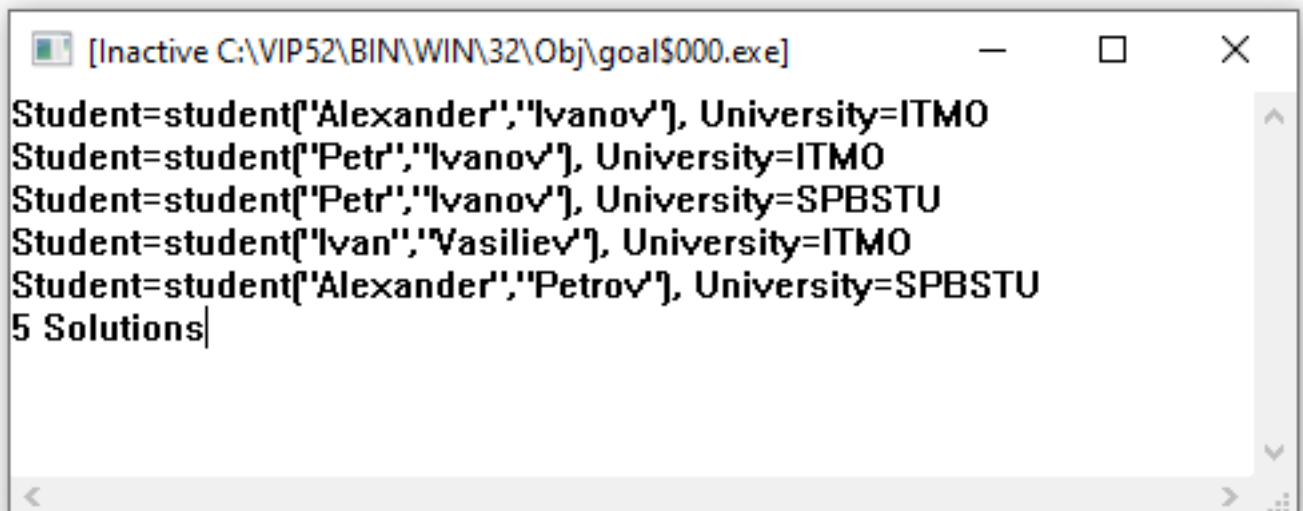 [Inactive C:\VIP52\BIN\WIN\32\Obj\goal$000.exe]
Student=student("Alexander","Ivanov"), University=ITMO
Student=student("Petr","Ivanov"), University=ITMO
Student=student("Petr","Ivanov"), University=SPBSTU
Student=student("Ivan","Vasiliev"), University=ITMO
Student=student("Alexander","Petrov"), University=SPBSTU
5 Solutions